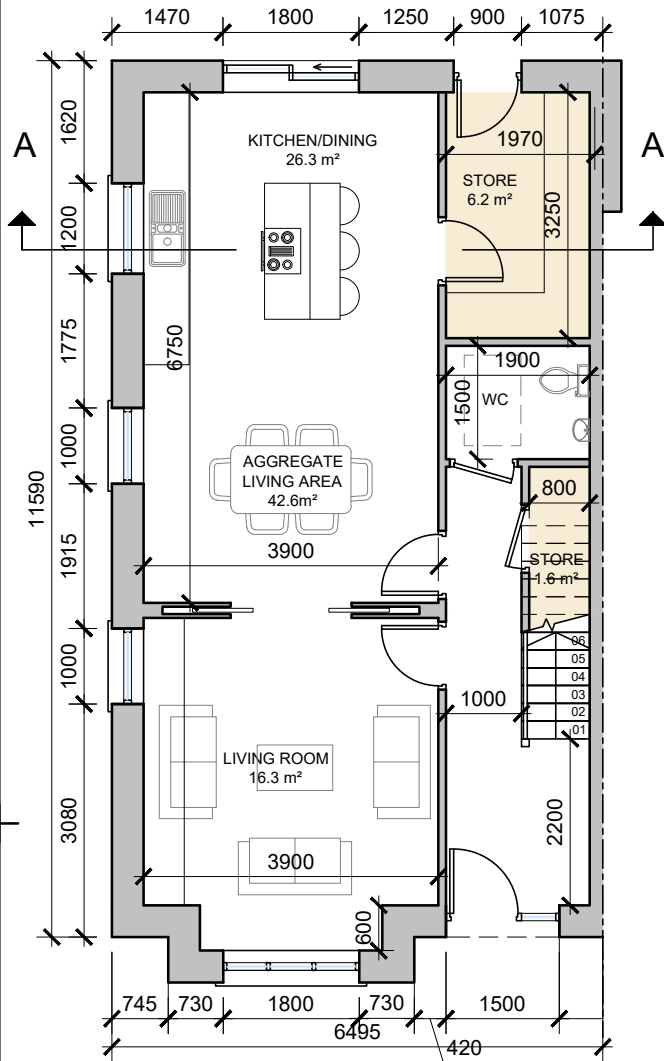 1470 1800 1250 900 1075
1620
A
A
KITCHEN/DINING
26.3 m²
1970
STORE
6.2 m²
3250
1200
1775
6750
1900
1500
WC
1000
AGGREGATE
LIVING AREA
42.6m²
800
11590
3900
STORE
1.6 m²
1915
06
05
04
03
02
01
1000
1000
LIVING ROOM
16.3 m²
2200
3080
3900
600
745 730 1800 730 1500
6495
420